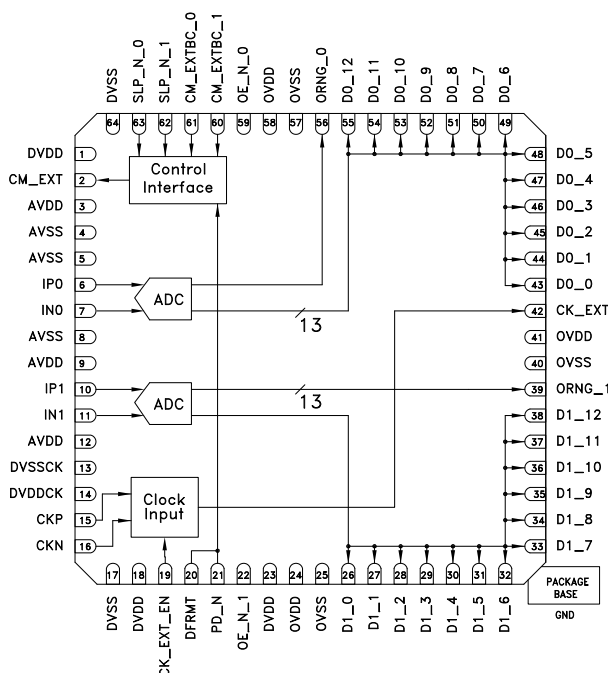 DVSS
SLP_N_0
SLP_N_1
CM_EXTBC_0
CM_EXTBC_1
OE_N_0
OVDD
OVSS
ORNG_0
D0_12
D0_11
D0_10
D0_9
D0_8
D0_7
D0_6
64 63 62 61 60 59 58 57 56 55 54 53 52 51 50 49
DVDD 1
CM_EXT 2
AVDD 3
AVSS 4
AVSS 5
IP0 6
IN0 7
AVSS 8
AVDD 9
IP1 10
IN1 11
AVDD 12
DVSSCK 13
DVDDCK 14
CKP 15
CKN 16
Control
Interface
ADC
13
ADC
13
Clock
Input
48 D0_5
47 D0_4
46 D0_3
45 D0_2
44 D0_1
43 D0_0
42 CK_EXT
41 OVDD
40 OVSS
39 ORNG_1
38 D1_12
37 D1_11
36 D1_10
35 D1_9
34 D1_8
33 D1_7
17 18 19 20 21 22 23 24 25 26 27 28 29 30 31 32
DVSS
DVDD
CK_EXT_EN
DFRMT
PD_N
OE_N_1
DVDD
OVDD
OVSS
D1_0
D1_1
D1_2
D1_3
D1_4
D1_5
D1_6
PACKAGE
BASE
GND